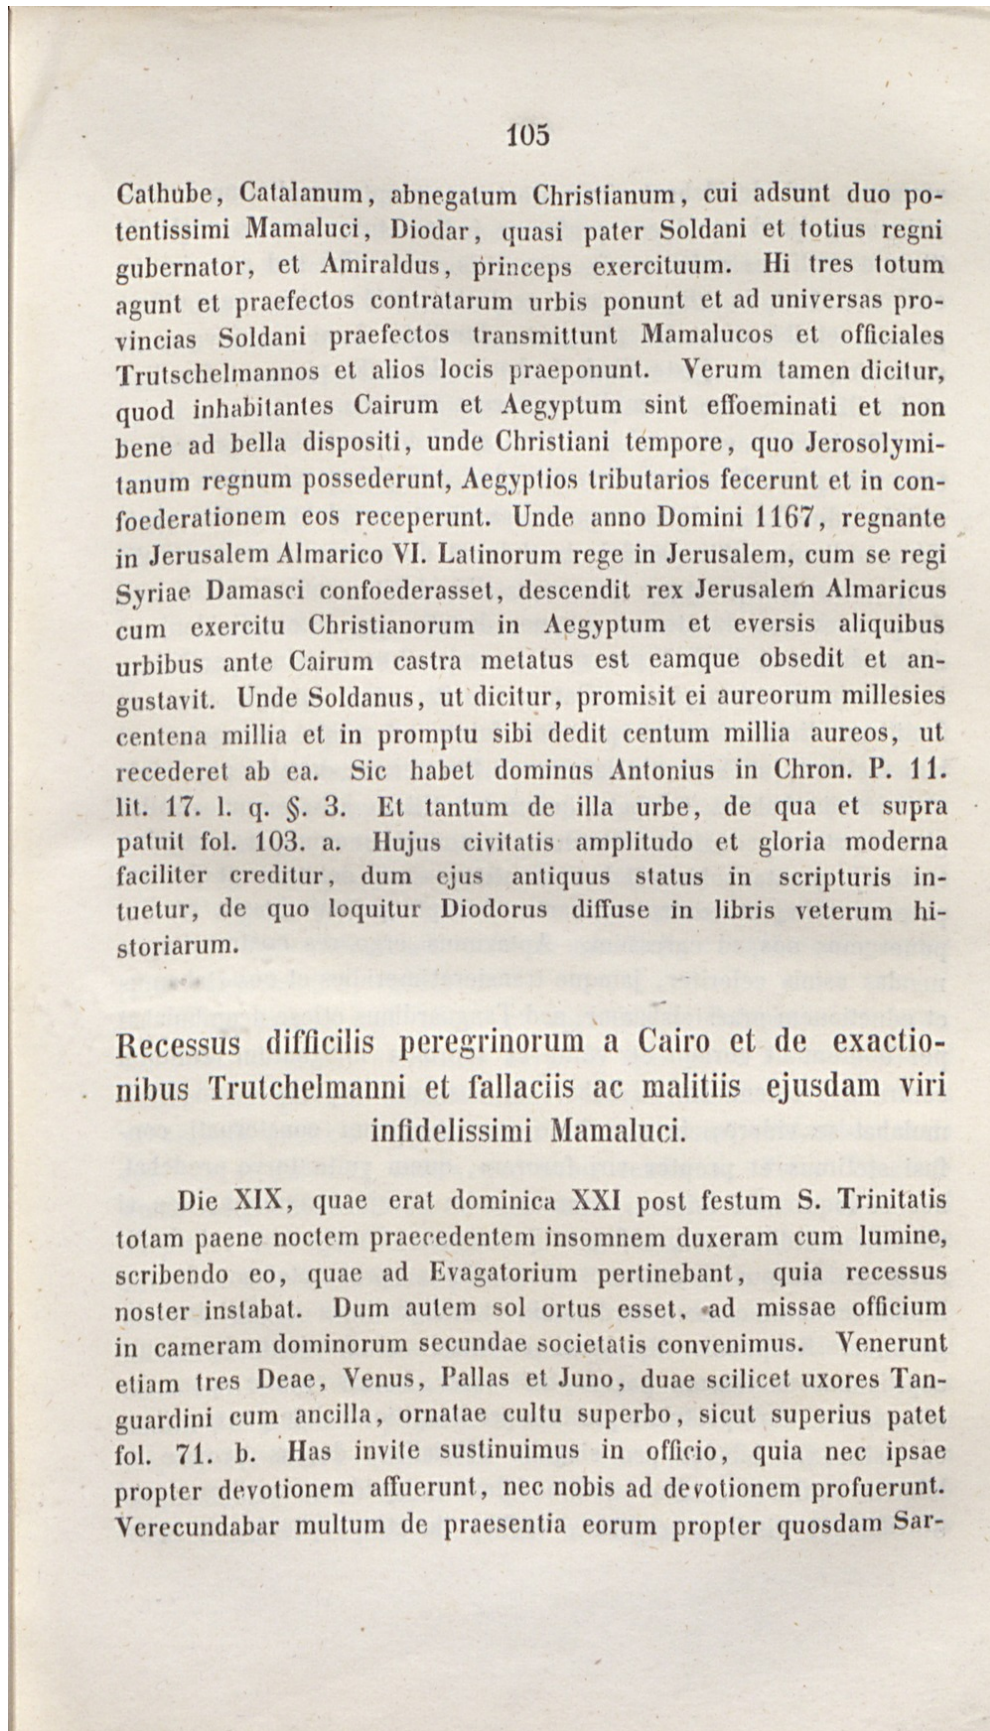 105
Cathube, Catalanum, abnegatum Christianum, cui adsunt duo po-
tentissimi Mamaluci, Diodar, quasi pater Soldani et totius regni
gubernator, et Amiraldus, princeps exercituum. Hi tres totum
agunt et praefectos contratarum urbis ponunt et ad universas pro-
vincias Soldani praefectos transmittunt Mamalucos et officiales
Trutschelmannos et alios locis praeponunt. Verum tamen dicitur,
quod inhabitantes Cairum et Aegyptum sint effoeminati et non
bene ad bella dispositi, unde Christiani tempore, quo Jerosolymi-
tanum regnum possederunt, Aegyptios tributarios fecerunt et in con-
foederationem eos receperunt. Unde anno Domini 1167, regnante
in Jerusalem Almarico VI. Latinorum rege in Jerusalem, cum se regi
Syriae Damasci confoederasset, descendit rex Jerusalem Almaricus
cum exercitu Christianorum in Aegyptum et eversis aliquibus
urbibus ante Cairum castra metatus est eamque obsedit et an-
gustavit. Unde Soldanus, ut dicitur, promisit ei aureorum millesies
centena millia et in promptu sibi dedit centum millia aureos, ut
recederet ab ea. Sic habet dominus Antonius in Chron. P. 11.
lit. 17. l. q. §. 3. Et tantum de illa urbe, de qua et supra
patuit fol. 103. a. Hujus civitatis amplitudo et gloria moderna
faciliter creditur, dum ejus antiquus status in scripturis in-
tuetur, de quo loquitur Diodorus diffuse in libris veterum hi-
storiarum.
Recessus difficilis peregrinorum a Cairo et de exactio-
nibus Trutchelmanni et fallaciis ac malitiis ejusdam viri
infidelissimi Mamaluci.
Die XIX, quae erat dominica XXI post festum S. Trinitatis
totam paene noctem praecedentem insomnem duxeram cum lumine,
scribendo eo, quae ad Evagatorium pertinebant, quia recessus
noster instabat. Dum autem sol ortus esset, ad missae officium
in cameram dominorum secundae societatis convenimus. Venerunt
etiam tres Deae, Venus, Pallas et Juno, duae scilicet uxores Tan-
guardini cum ancilla, ornatae cultu superbo, sicut superius patet
fol. 71. b. Has invite sustinuimus in officio, quia nec ipsae
propter devotionem affuerunt, nec nobis ad devotionem profuerunt.
Verecundabar multum de praesentia eorum propter quosdam Sar-